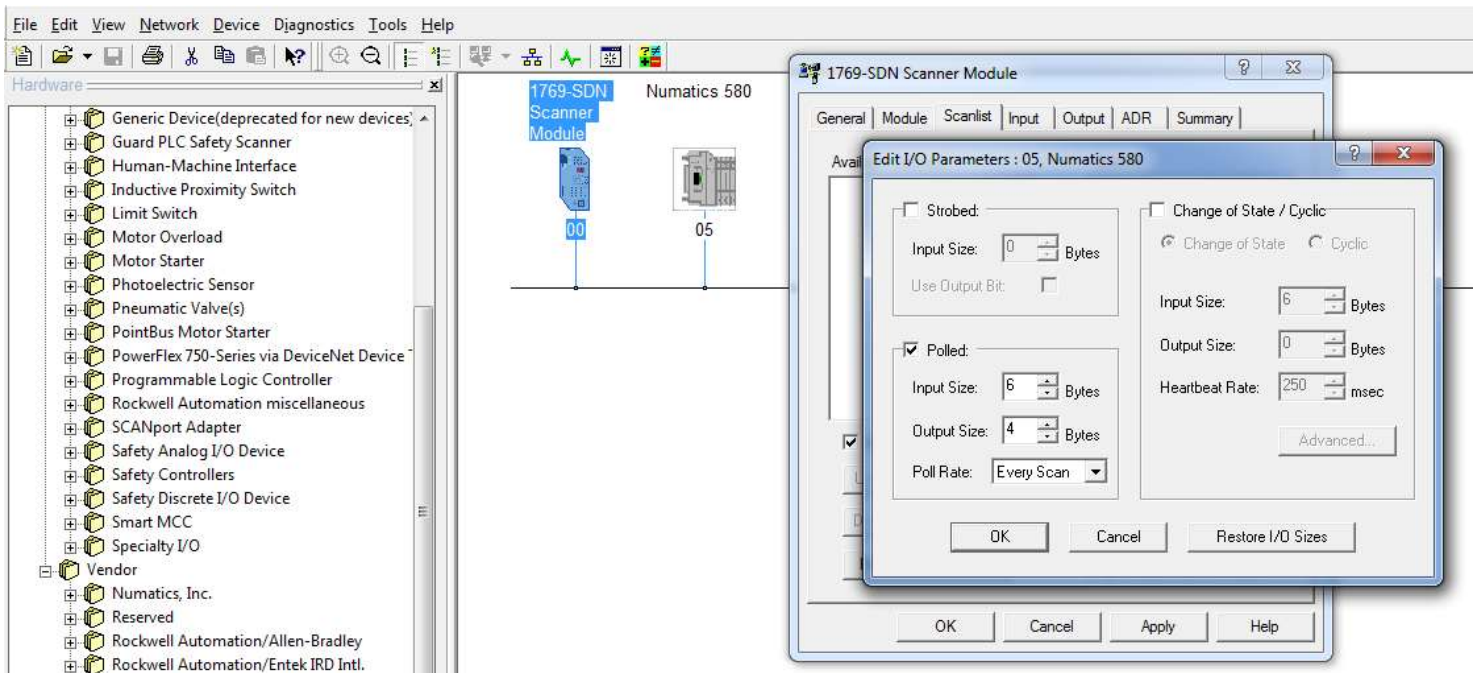 File Edit View Network Device Diagnostics Tools Help
Hardware
Generic Device(deprecated for new devices)
Guard PLC Safety Scanner
Human-Machine Interface
Inductive Proximity Switch
Limit Switch
Motor Overload
Motor Starter
Photoelectric Sensor
Pneumatic Valve(s)
PointBus Motor Starter
PowerFlex 750-Series via DeviceNet Device
Programmable Logic Controller
Rockwell Automation miscellaneous
SCANport Adapter
Safety Analog I/O Device
Safety Controllers
Safety Discrete I/O Device
Smart MCC
Specialty I/O
Vendor
Numatics, Inc.
Reserved
Rockwell Automation/Allen-Bradley
Rockwell Automation/Entek IRD Intl.
1769-SDN
Scanner
Module
00
Numatics 580
05
1769-SDN Scanner Module
General Module Scanlist Input Output ADR Summary
Avail
Edit I/O Parameters : 05, Numatics 580
Strobed:
Input Size: 0 Bytes
Use Output Bit:
Polled:
Input Size: 6 Bytes
Output Size: 4 Bytes
Poll Rate: Every Scan
Change of State / Cyclic
Change of State Cyclic
Input Size: 6 Bytes
Output Size: 0 Bytes
Heartbeat Rate: 250 msec
Advanced...
OK Cancel Restore I/O Sizes
OK Cancel Apply Help